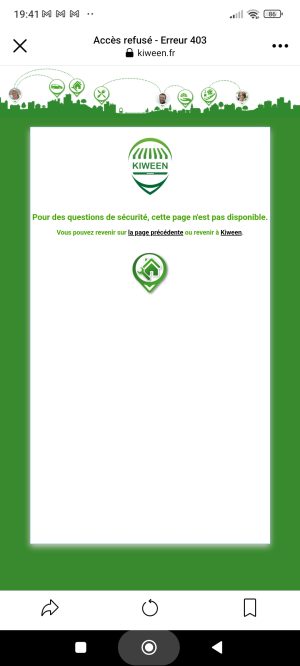 19:41
86
Accès refusé - Erreur 403
kiween.fr
KIWEEN
Pour des questions de sécurité, cette page n'est pas disponible.
Vous pouvez revenir sur la page précédente ou revenir à Kiween.